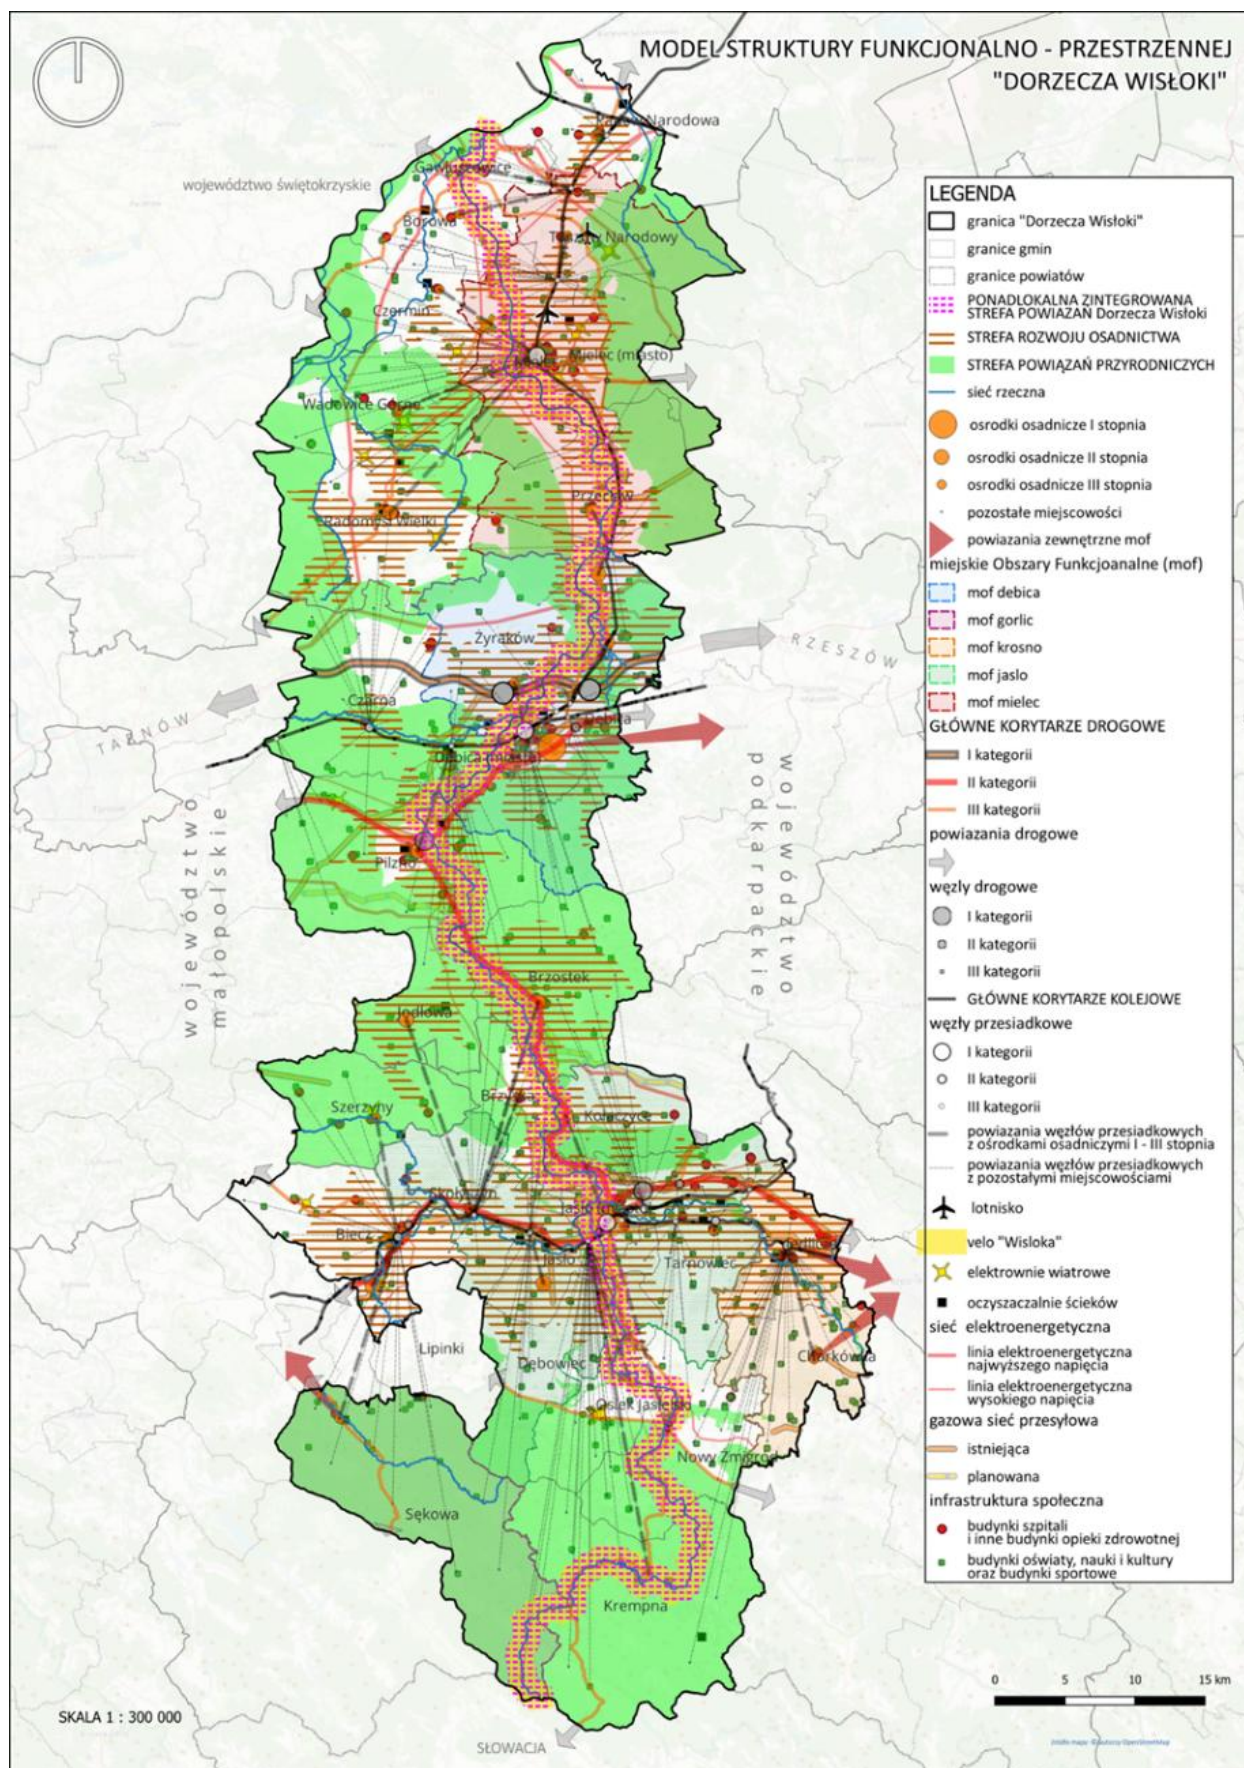 MODEL STRUKTURY FUNKCJONALNO - PRZESTRZENNEJ
"DORZECZA WISŁOKI"
Narodowa
Gawłuszowice
województwo świętokrzyskie
Borowa
Tuszów Narodowy
Czermin
Mielec (miasto)
Wadowice Górne
Przecław
Radomyśl Wielki
Żyraków
RZESZÓW
Czarna
TARNÓW
Dębica
Dębica (miasto)
województwo
małopolskie
województwo
podkarpackie
Pilzno
Brzostek
Jodłowa
Brzyska
Szerzyny
Kołaczyce
Skołyszyn
Biecz
Jasło
Tarnowiec
Lipinki
Dębowiec
Chorkówka
Osiek Jasielski
Nowy Żmigród
Sękowa
Krempna
SŁOWACJA
SKALA 1 : 300 000
LEGENDA
granica "Dorzecza Wisłoki"
granice gmin
granice powiatów
PONADLOKALNA ZINTEGROWANA
STREFA POWIAZAŃ Dorzecza Wisłoki
STREFA ROZWOJU OSADNICTWA
STREFA POWIĄZAŃ PRZYRODNICZYCH
sieć rzeczna
osrodki osadnicze I stopnia
osrodki osadnicze II stopnia
osrodki osadnicze III stopnia
pozostałe miejscowości
powiazania zewnętrzne mof
miejskie Obszary Funkcjoanalne (mof)
mof debica
mof gorlic
mof krosno
mof jaslo
mof mielec
GŁÓWNE KORYTARZE DROGOWE
I kategorii
II kategorii
III kategorii
powiazania drogowe
węzly drogowe
I kategorii
II kategorii
III kategorii
GŁÓWNE KORYTARZE KOLEJOWE
węzły przesiadkowe
I kategorii
II kategorii
III kategorii
powiazania węzłów przesiadkowych
z ośrodkami osadniczymi I - III stopnia
powiazania węzłów przesiadkowych
z pozostałymi miejscowościami
lotnisko
velo "Wisloka"
elektrownie wiatrowe
oczyszaczalnie ścieków
sieć elektroenergetyczna
linia elektroenergetyczna
najwyższego napięcia
linia elektroenergetyczna
wysokiego napięcia
gazowa sieć przesyłowa
istniejąca
planowana
infrastruktura społeczna
budynki szpitali
i inne budynki opieki zdrowotnej
budynki oświaty, nauki i kultury
oraz budynki sportowe
0 5 10 15 km